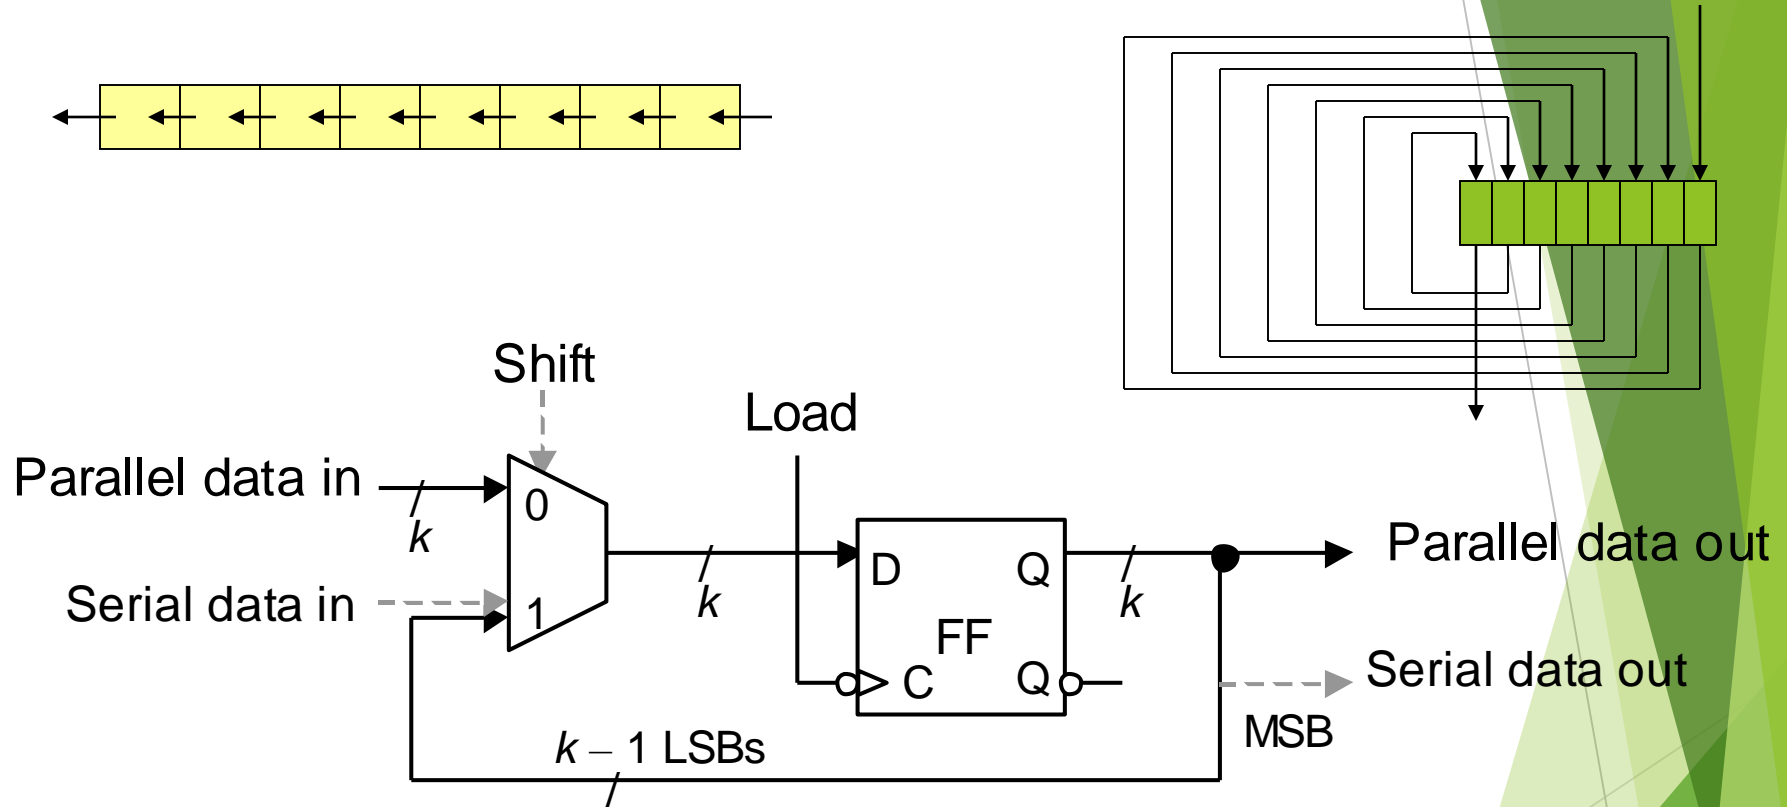 Shift
Load
Parallel data in
0
k
k
k
Parallel data out
D
Q
Serial data in
1
FF
C
Q
Serial data out
MSB
k – 1 LSBs